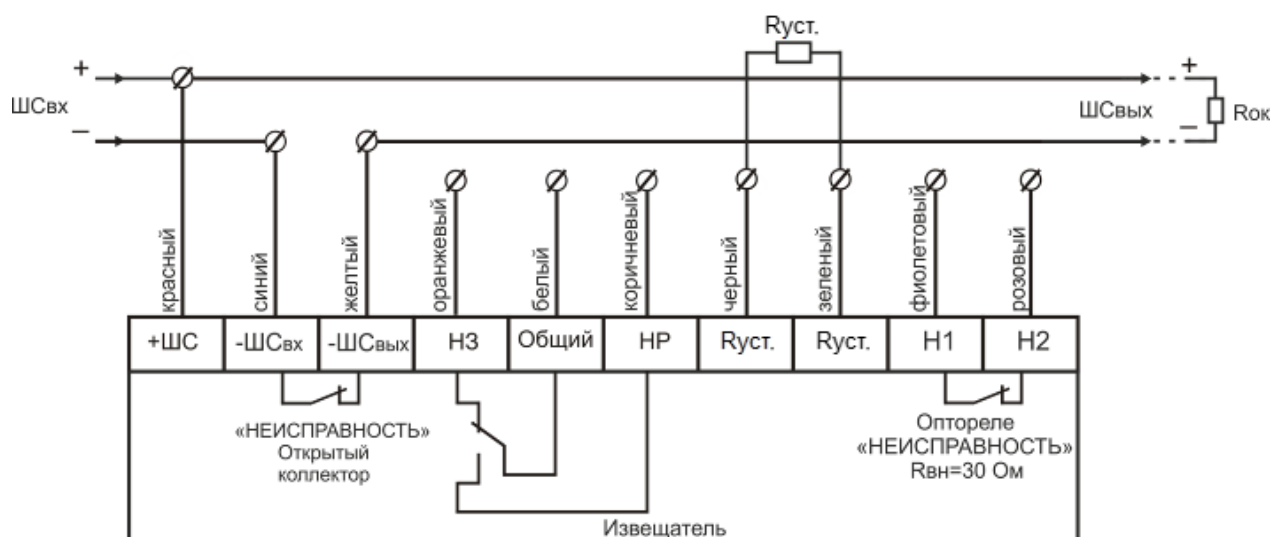 Rуст.
+
+
ШСвх
ШСвых
Rок
–
–
красный
синий
желтый
оранжевый
белый
коричневый
черный
зеленый
фиолетовый
розовый
+ШС
-ШСвх
-ШСвых
НЗ
Общий
НР
Rуст.
Rуст.
Н1
Н2
«НЕИСПРАВНОСТЬ»
Открытый
коллектор
Оптореле
«НЕИСПРАВНОСТЬ»
Rвн=30 Ом
Извещатель